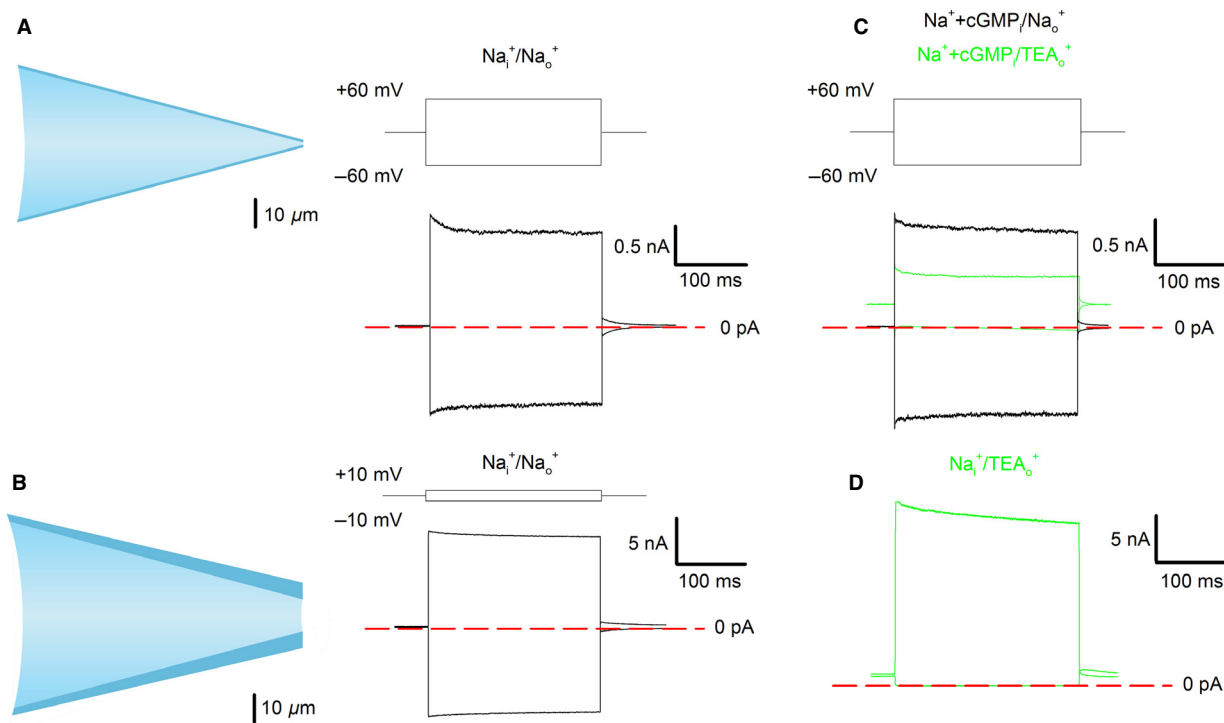 A
Na⁺ᵢ/Na⁺ₒ
+60 mV
–60 mV
10 µm
0.5 nA
100 ms
0 pA
B
Na⁺ᵢ/Na⁺ₒ
+10 mV
–10 mV
10 µm
5 nA
100 ms
0 pA
C
Na⁺+cGMPᵢ/Na⁺ₒ
Na⁺+cGMPᵢ/TEA⁺ₒ
+60 mV
–60 mV
0.5 nA
100 ms
0 pA
D
Na⁺ᵢ/TEA⁺ₒ
5 nA
100 ms
0 pA